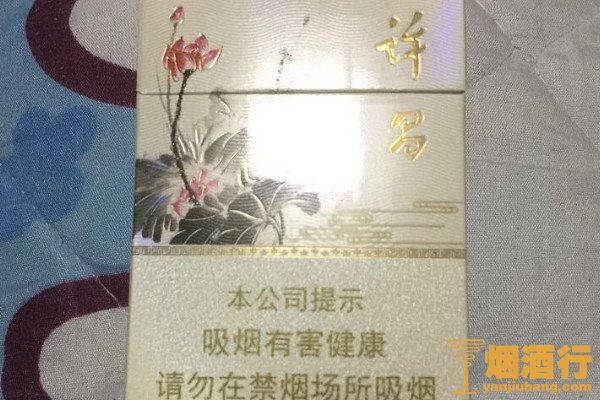 许昌
本公司提示
吸烟有害健康
请勿在禁烟场所吸烟
烟酒行
yanjiuhang.com